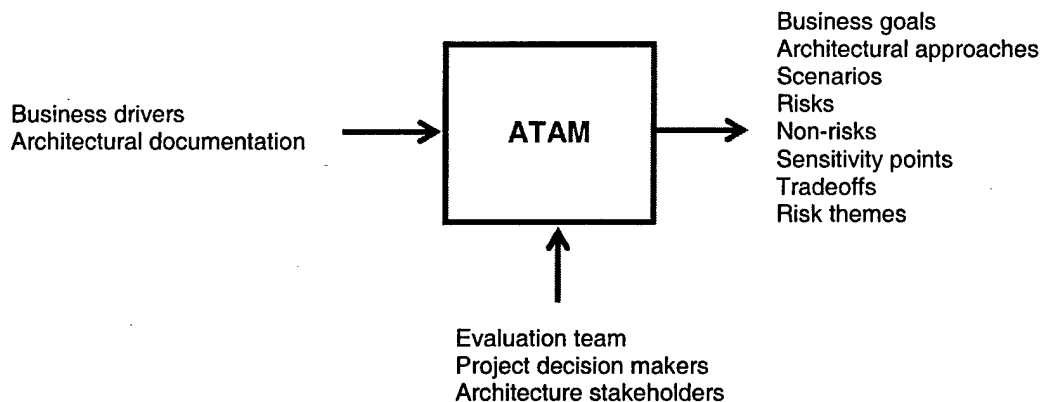 Business drivers
Architectural documentation
ATAM
Business goals
Architectural approaches
Scenarios
Risks
Non-risks
Sensitivity points
Tradeoffs
Risk themes
Evaluation team
Project decision makers
Architecture stakeholders